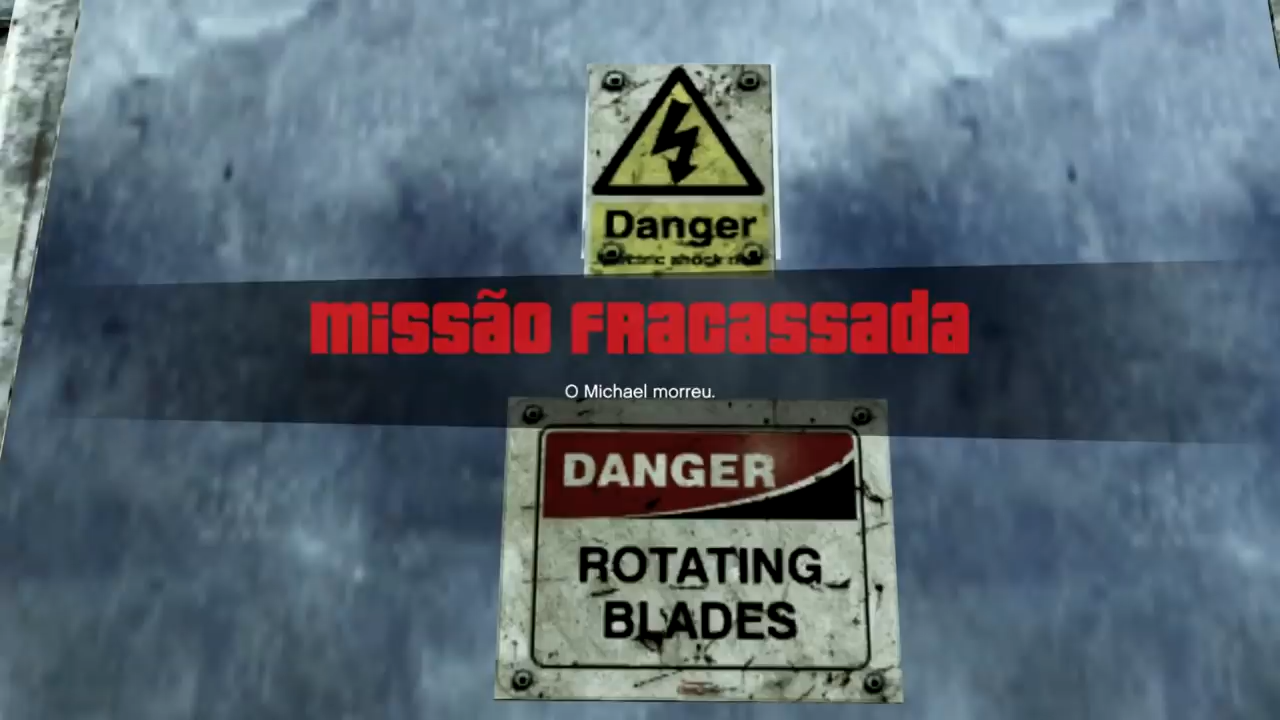 Danger
missão fracassada
O Michael morreu.
DANGER
ROTATING
BLADES